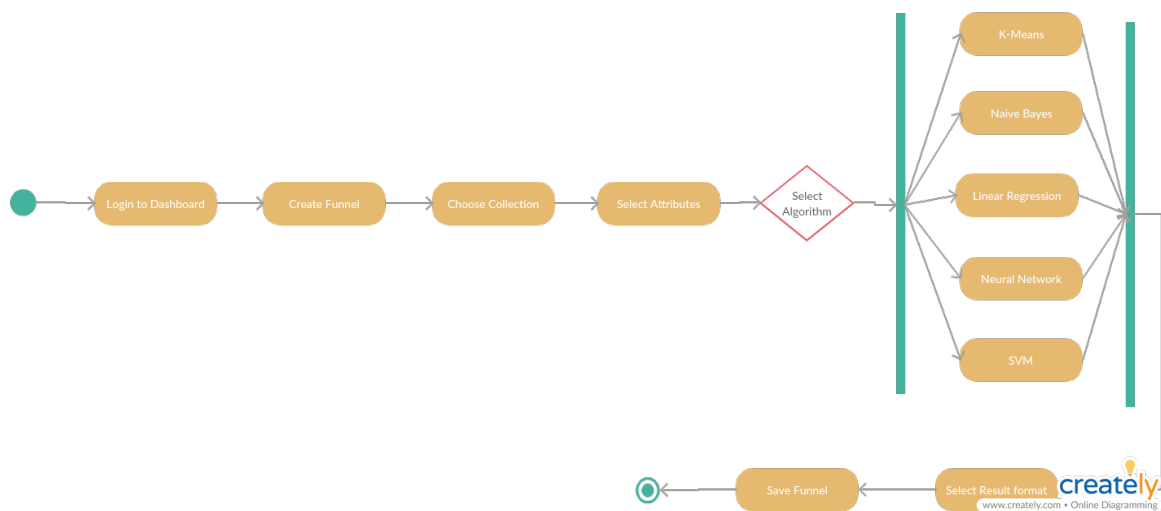 Login to Dashboard
Create Funnel
Choose Collection
Select Attributes
Select
Algorithm
K-Means
Naive Bayes
Linear Regression
Neural Network
SVM
Save Funnel
Select Result format
creately
www.creately.com • Online Diagramming